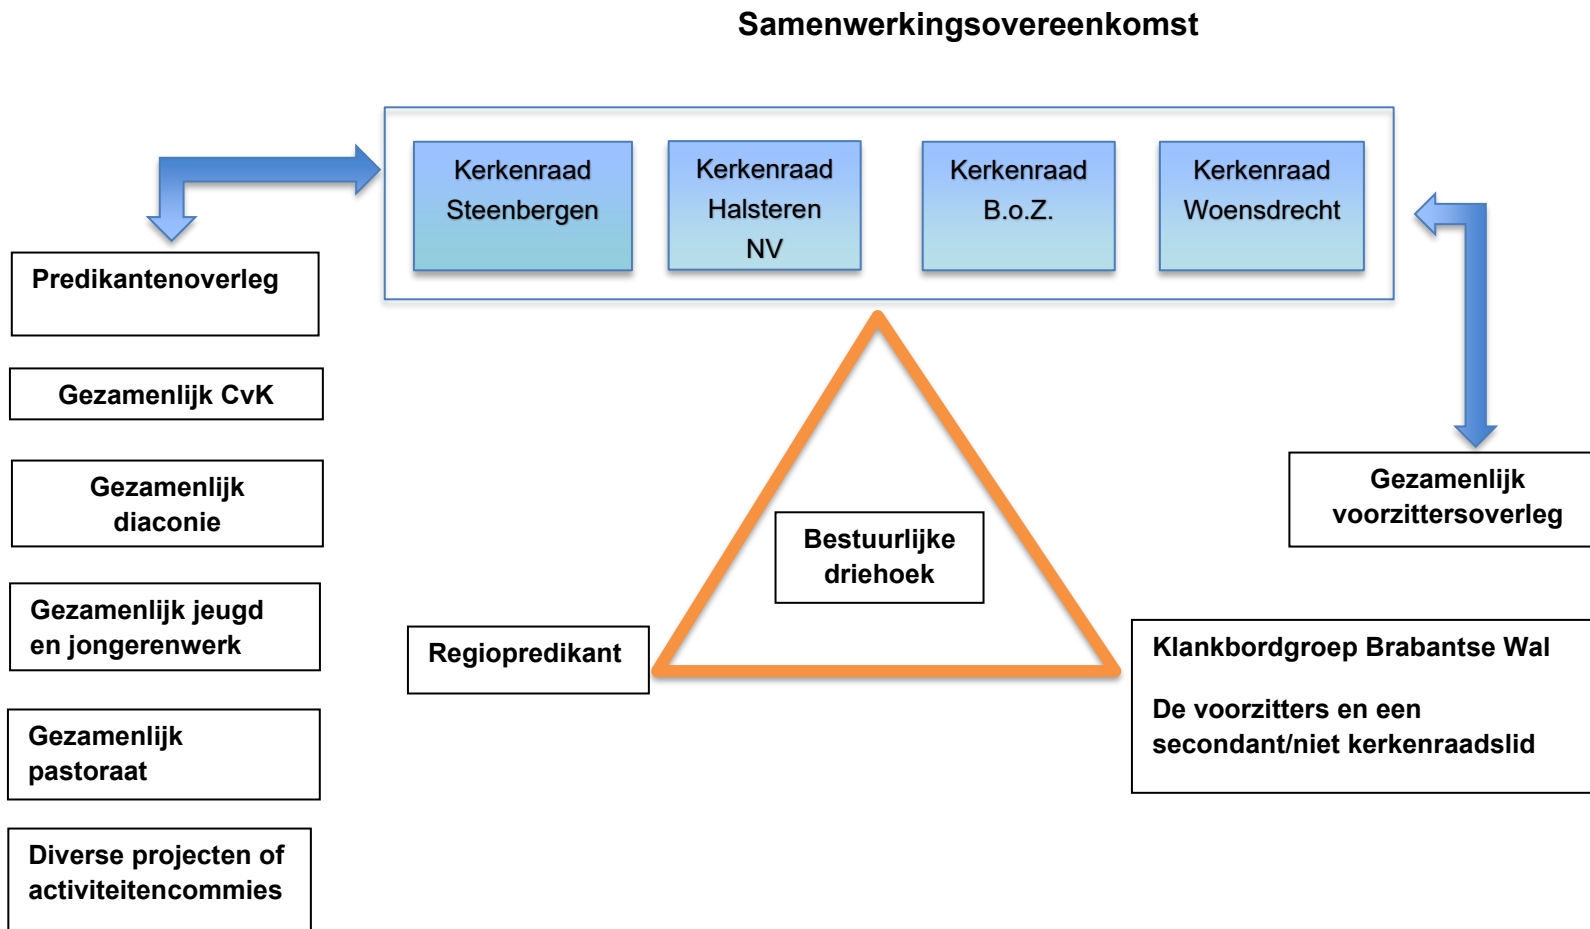 Samenwerkingsovereenkomst
Kerkenraad
Steenbergen
Kerkenraad
Halsteren
NV
Kerkenraad
B.o.Z.
Kerkenraad
Woensdrecht
Predikantenoverleg
Gezamenlijk CvK
Gezamenlijk
diaconie
Gezamenlijk jeugd
en jongerenwerk
Gezamenlijk
pastoraat
Diverse projecten of
activiteitencommies
Bestuurlijke
driehoek
Regiopredikant
Gezamenlijk
voorzittersoverleg
Klankbordgroep Brabantse Wal
De voorzitters en een
secondant/niet kerkenraadslid